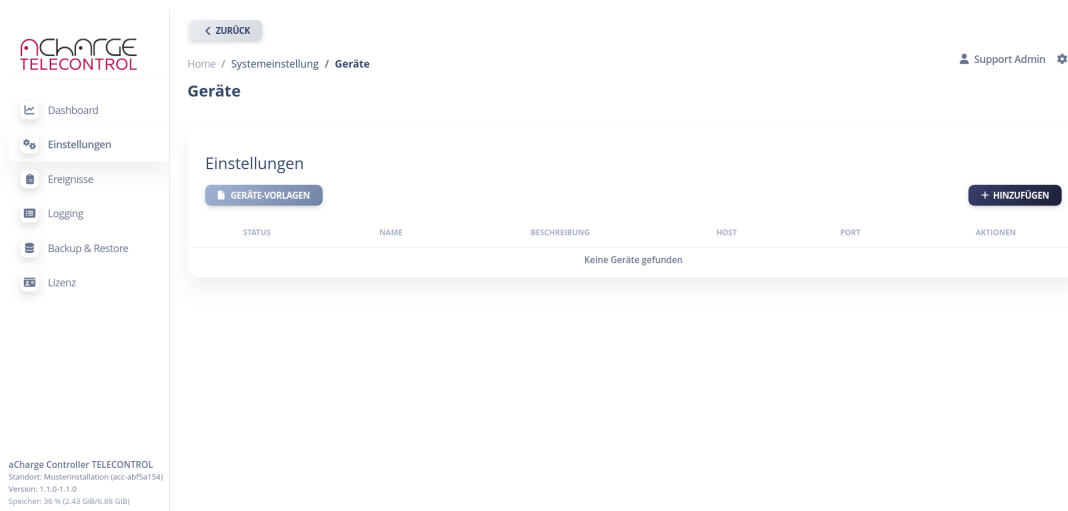 aCHARGE
TELECONTROL
Dashboard
Einstellungen
Ereignisse
Logging
Backup & Restore
Lizenz
aCharge Controller TELECONTROL
Standort: Musterinstallation (acc-abf5a154)
Version: 1.1.0-1.1.0
Speicher: 36 % (2.43 GiB/6.88 GiB)
ZURÜCK
Home / Systemeinstellung / Geräte
Support Admin
Geräte
Einstellungen
GERÄTE-VORLAGEN
HINZUFÜGEN
STATUS NAME BESCHREIBUNG HOST PORT AKTIONEN
Keine Geräte gefunden